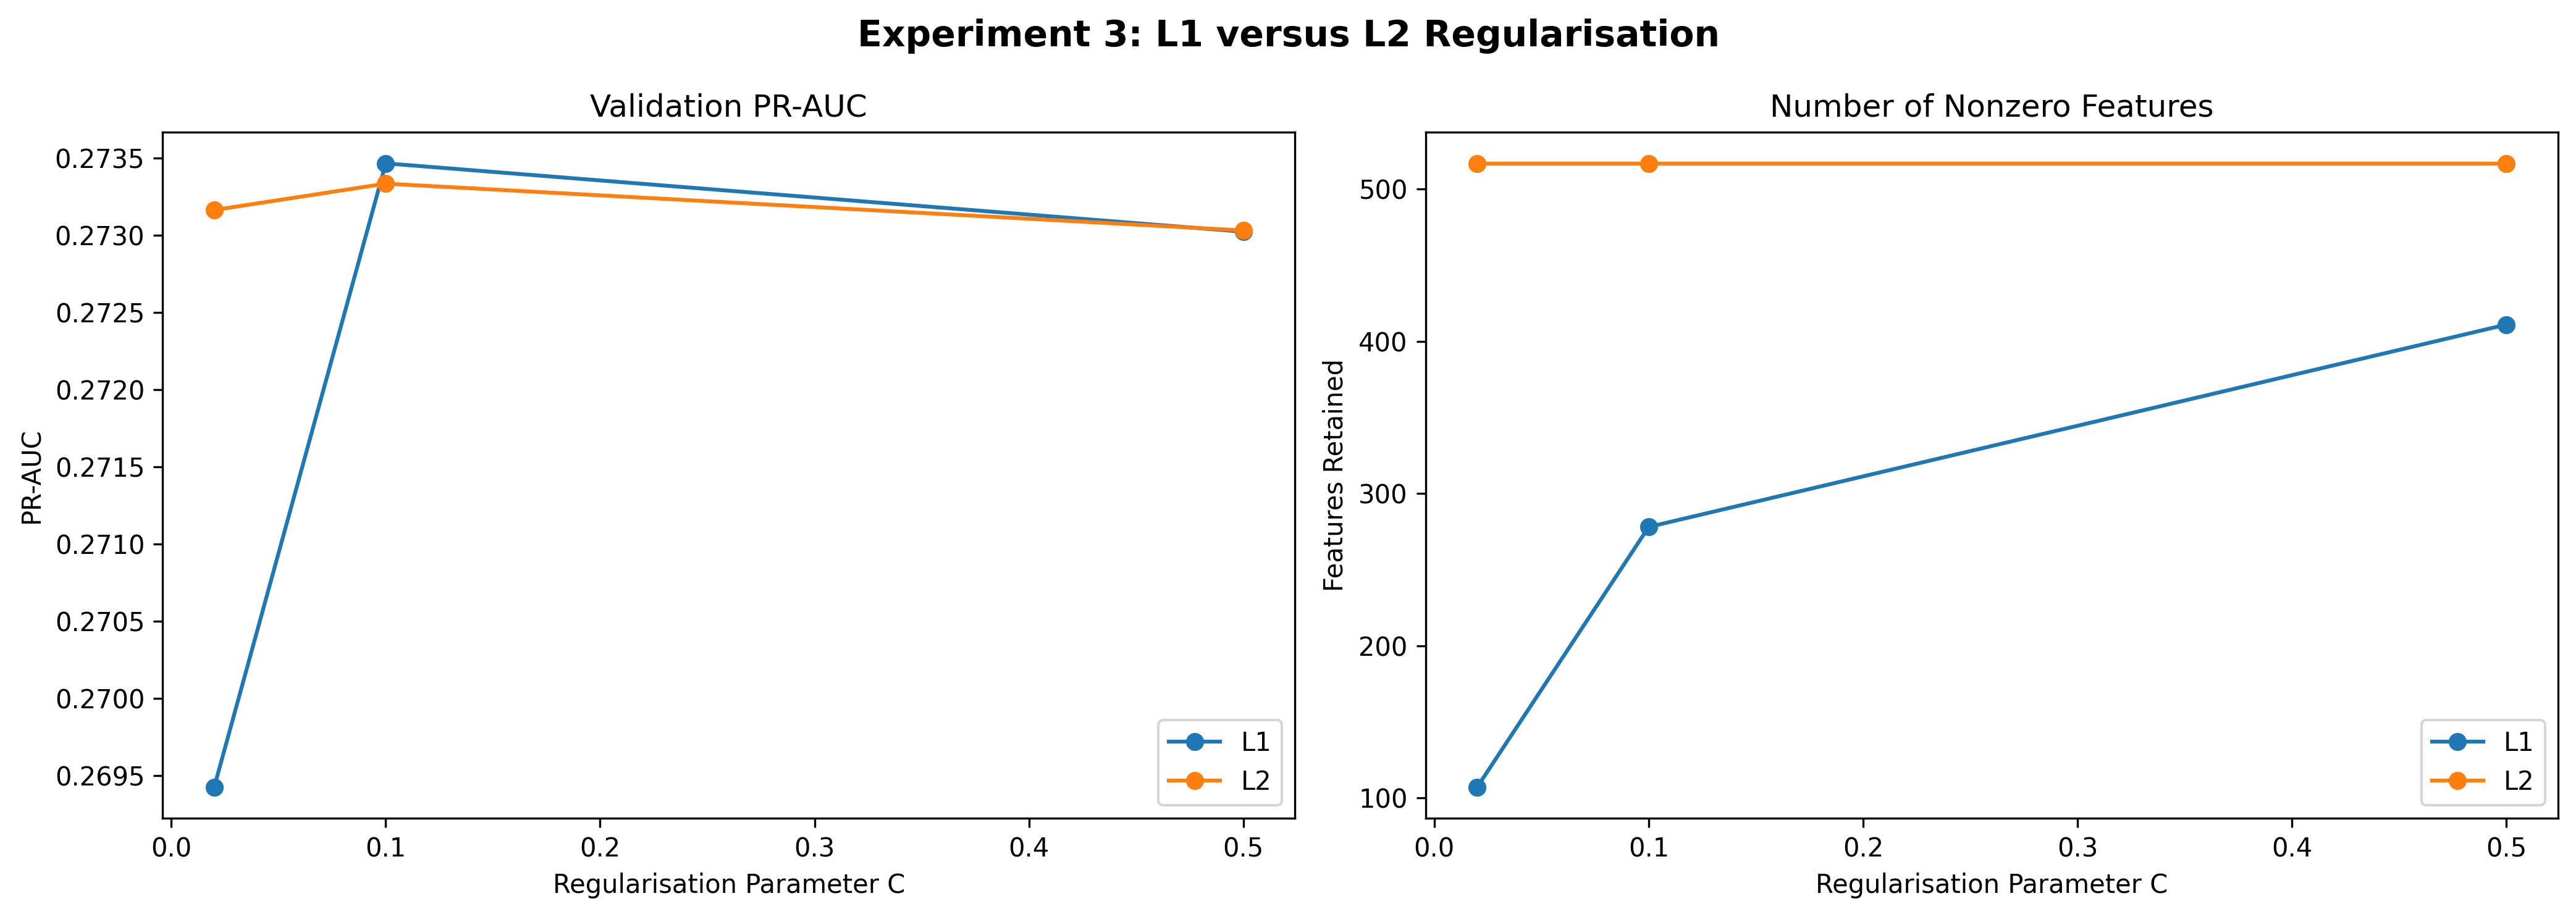 Experiment 3: L1 versus L2 Regularisation
Validation PR-AUC
PR-AUC
0.2735
0.2730
0.2725
0.2720
0.2715
0.2710
0.2705
0.2700
0.2695
0.0 0.1 0.2 0.3 0.4 0.5
Regularisation Parameter C
L1
L2
Number of Nonzero Features
Features Retained
500
400
300
200
100
0.0 0.1 0.2 0.3 0.4 0.5
Regularisation Parameter C
L1
L2